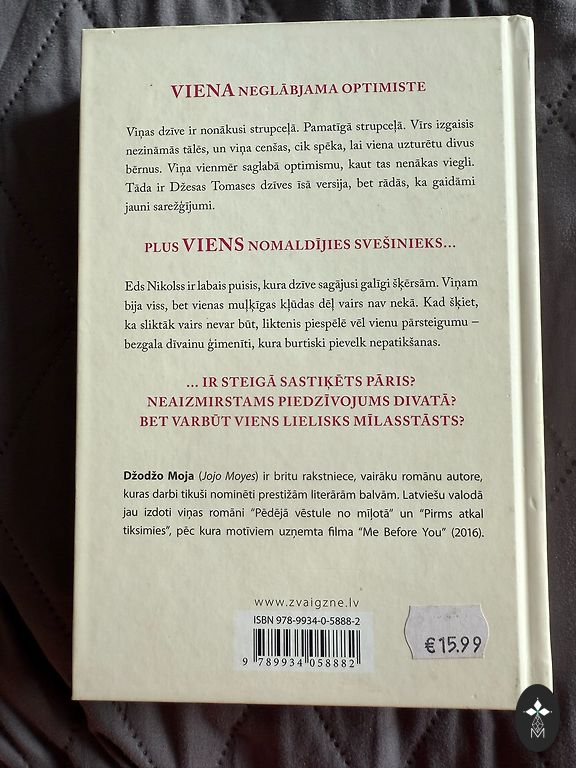 VIENA NEGLĀBJAMA OPTIMISTE
Viņas dzīve ir nonākusi strupceļā. Pamatīgā strupceļā. Vīrs izgaisis
nezināmās tālēs, un viņa cenšas, cik spēka, lai viena uzturētu divus
bērnus. Viņa vienmēr saglabā optimismu, kaut tas nenākas viegli.
Tāda ir Džesas Tomases dzīves īsā versija, bet rādās, ka gaidāmi
jauni sarežģījumi.
PLUS VIENS NOMALDĪJIES SVEŠINIEKS...
Eds Nikolss ir labais puisis, kura dzīve sagājusi galīgi šķērsām. Viņam
bija viss, bet vienas muļķīgas kļūdas dēļ vairs nav nekā. Kad šķiet,
ka sliktāk vairs nevar būt, liktenis piespēlē vēl vienu pārsteigumu –
bezgala dīvainu ģimenīti, kura burtiski pievelk nepatikšanas.
... IR STEIGĀ SASTIĶĒTS PĀRIS?
NEAIZMIRSTAMS PIEDZĪVOJUMS DIVATĀ?
BET VARBŪT VIENS LIELISKS MĪLASSTĀSTS?
Džodžo Moja (Jojo Moyes) ir britu rakstniece, vairāku romānu autore,
kuras darbi tikuši nominēti prestižām literārām balvām. Latviešu valodā
jau izdoti viņas romāni “Pēdējā vēstule no mīļotā” un “Pirms atkal
tiksimies”, pēc kura motīviem uzņemta filma “Me Before You” (2016).
www.zvaigzne.lv
ISBN 978-9934-0-5888-2
9 789934 058882
€15.99
M